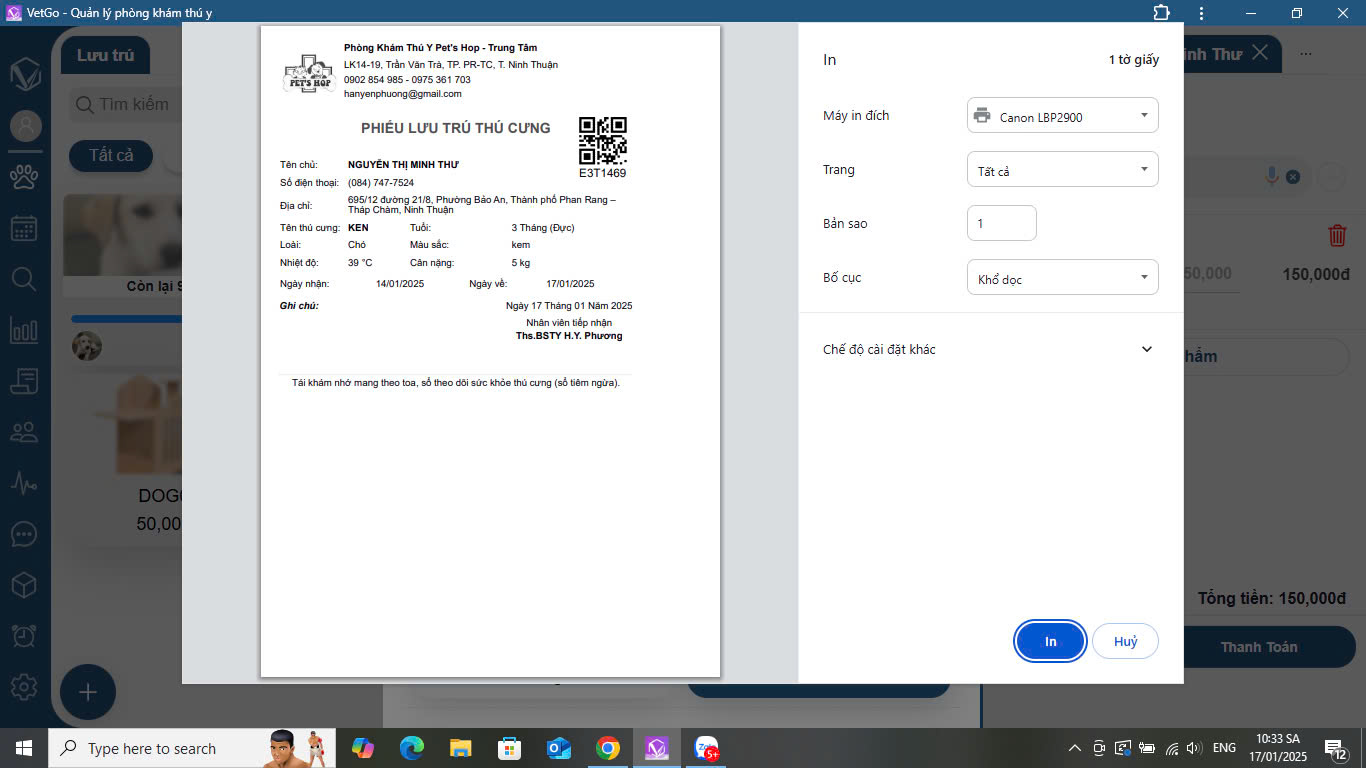 VetGo - Quản lý phòng khám thú y
Lưu trú
Tìm kiếm
Tất cả
Còn lại
DOG
50,00
PET'S HOP
Phòng Khám Thú Y Pet's Hop - Trung Tâm
LK14-19, Trần Văn Trà, TP. PR-TC, T. Ninh Thuận
0902 854 985 - 0975 361 703
hanyenphuong@gmail.com
PHIẾU LƯU TRÚ THÚ CƯNG
E3T1469
Tên chủ: NGUYỄN THỊ MINH THƯ
Số điện thoại: (084) 747-7524
Địa chỉ: 695/12 đường 21/8, Phường Bảo An, Thành phố Phan Rang –
Tháp Chàm, Ninh Thuận
Tên thú cưng: KEN Tuổi: 3 Tháng (Đực)
Loài: Chó Màu sắc: kem
Nhiệt độ: 39 °C Cân nặng: 5 kg
Ngày nhận: 14/01/2025 Ngày về: 17/01/2025
Ghi chú: Ngày 17 Tháng 01 Năm 2025
Nhân viên tiếp nhận
Ths.BSTY H.Y. Phương
Tái khám nhớ mang theo toa, sổ theo dõi sức khỏe thú cưng (sổ tiêm ngừa).
In 1 tờ giấy
Máy in đích Canon LBP2900
Trang Tất cả
Bản sao 1
Bố cục Khổ dọc
Chế độ cài đặt khác
In Huỷ
inh Thư
50,000 150,000đ
hẩm
Tổng tiền: 150,000đ
Thanh Toán
Type here to search
5+
ENG
10:33 SA
17/01/2025
12